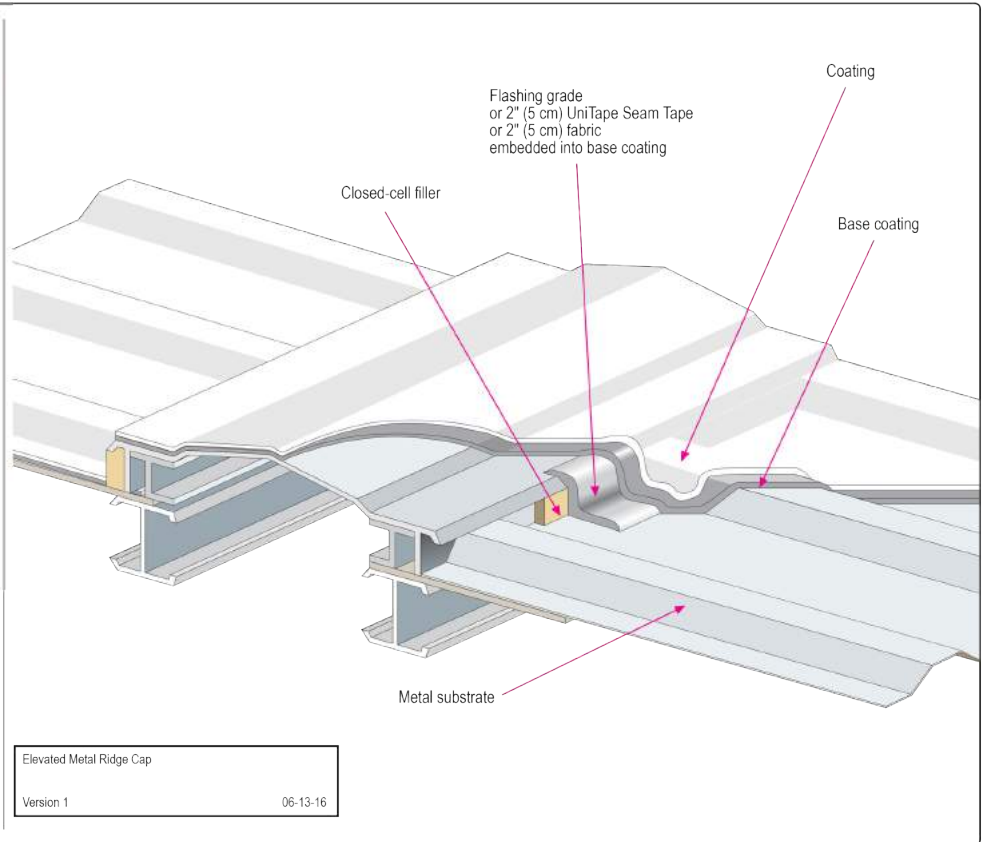 Coating
Flashing grade
or 2" (5 cm) UniTape Seam Tape
or 2" (5 cm) fabric
embedded into base coating
Closed-cell filler
Base coating
Metal substrate
Elevated Metal Ridge Cap
Version 1 06-13-16